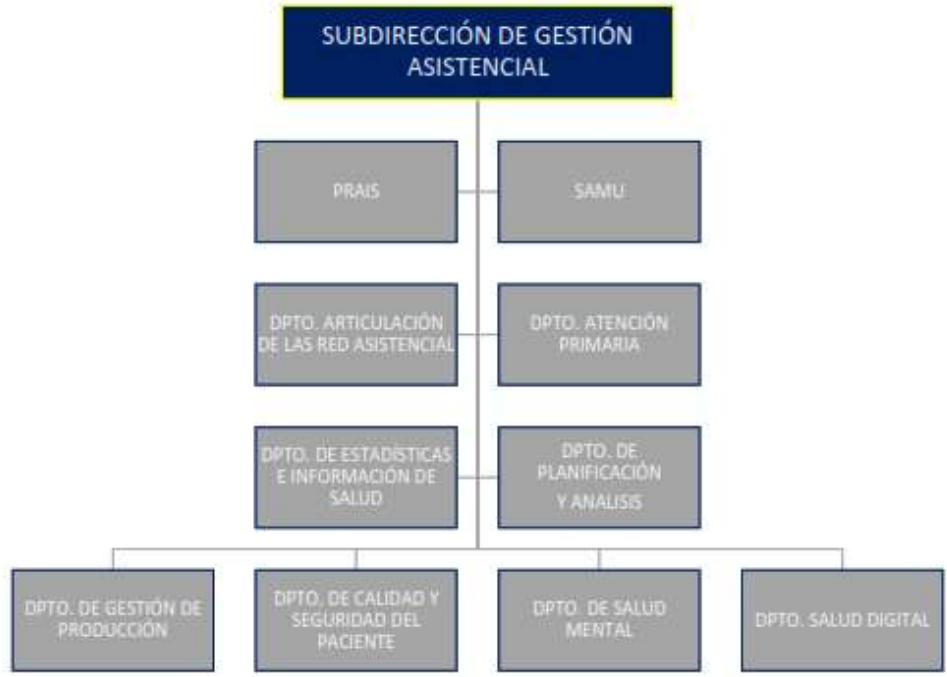 SUBDIRECCIÓN DE GESTIÓN
ASISTENCIAL
PRAIS
SAMU
DPTO. ARTICULACIÓN
DE LAS RED ASISTENCIAL
DPTO. ATENCIÓN
PRIMARIA
DPTO. DE ESTADÍSTICAS
E INFORMACIÓN DE
SALUD
DPTO. DE
PLANIFICACIÓN
Y ANALISIS
DPTO. DE GESTIÓN DE
PRODUCCIÓN
DPTO. DE CALIDAD Y
SEGURIDAD DEL
PACIENTE
DPTO. DE SALUD
MENTAL
DPTO. SALUD DIGITAL